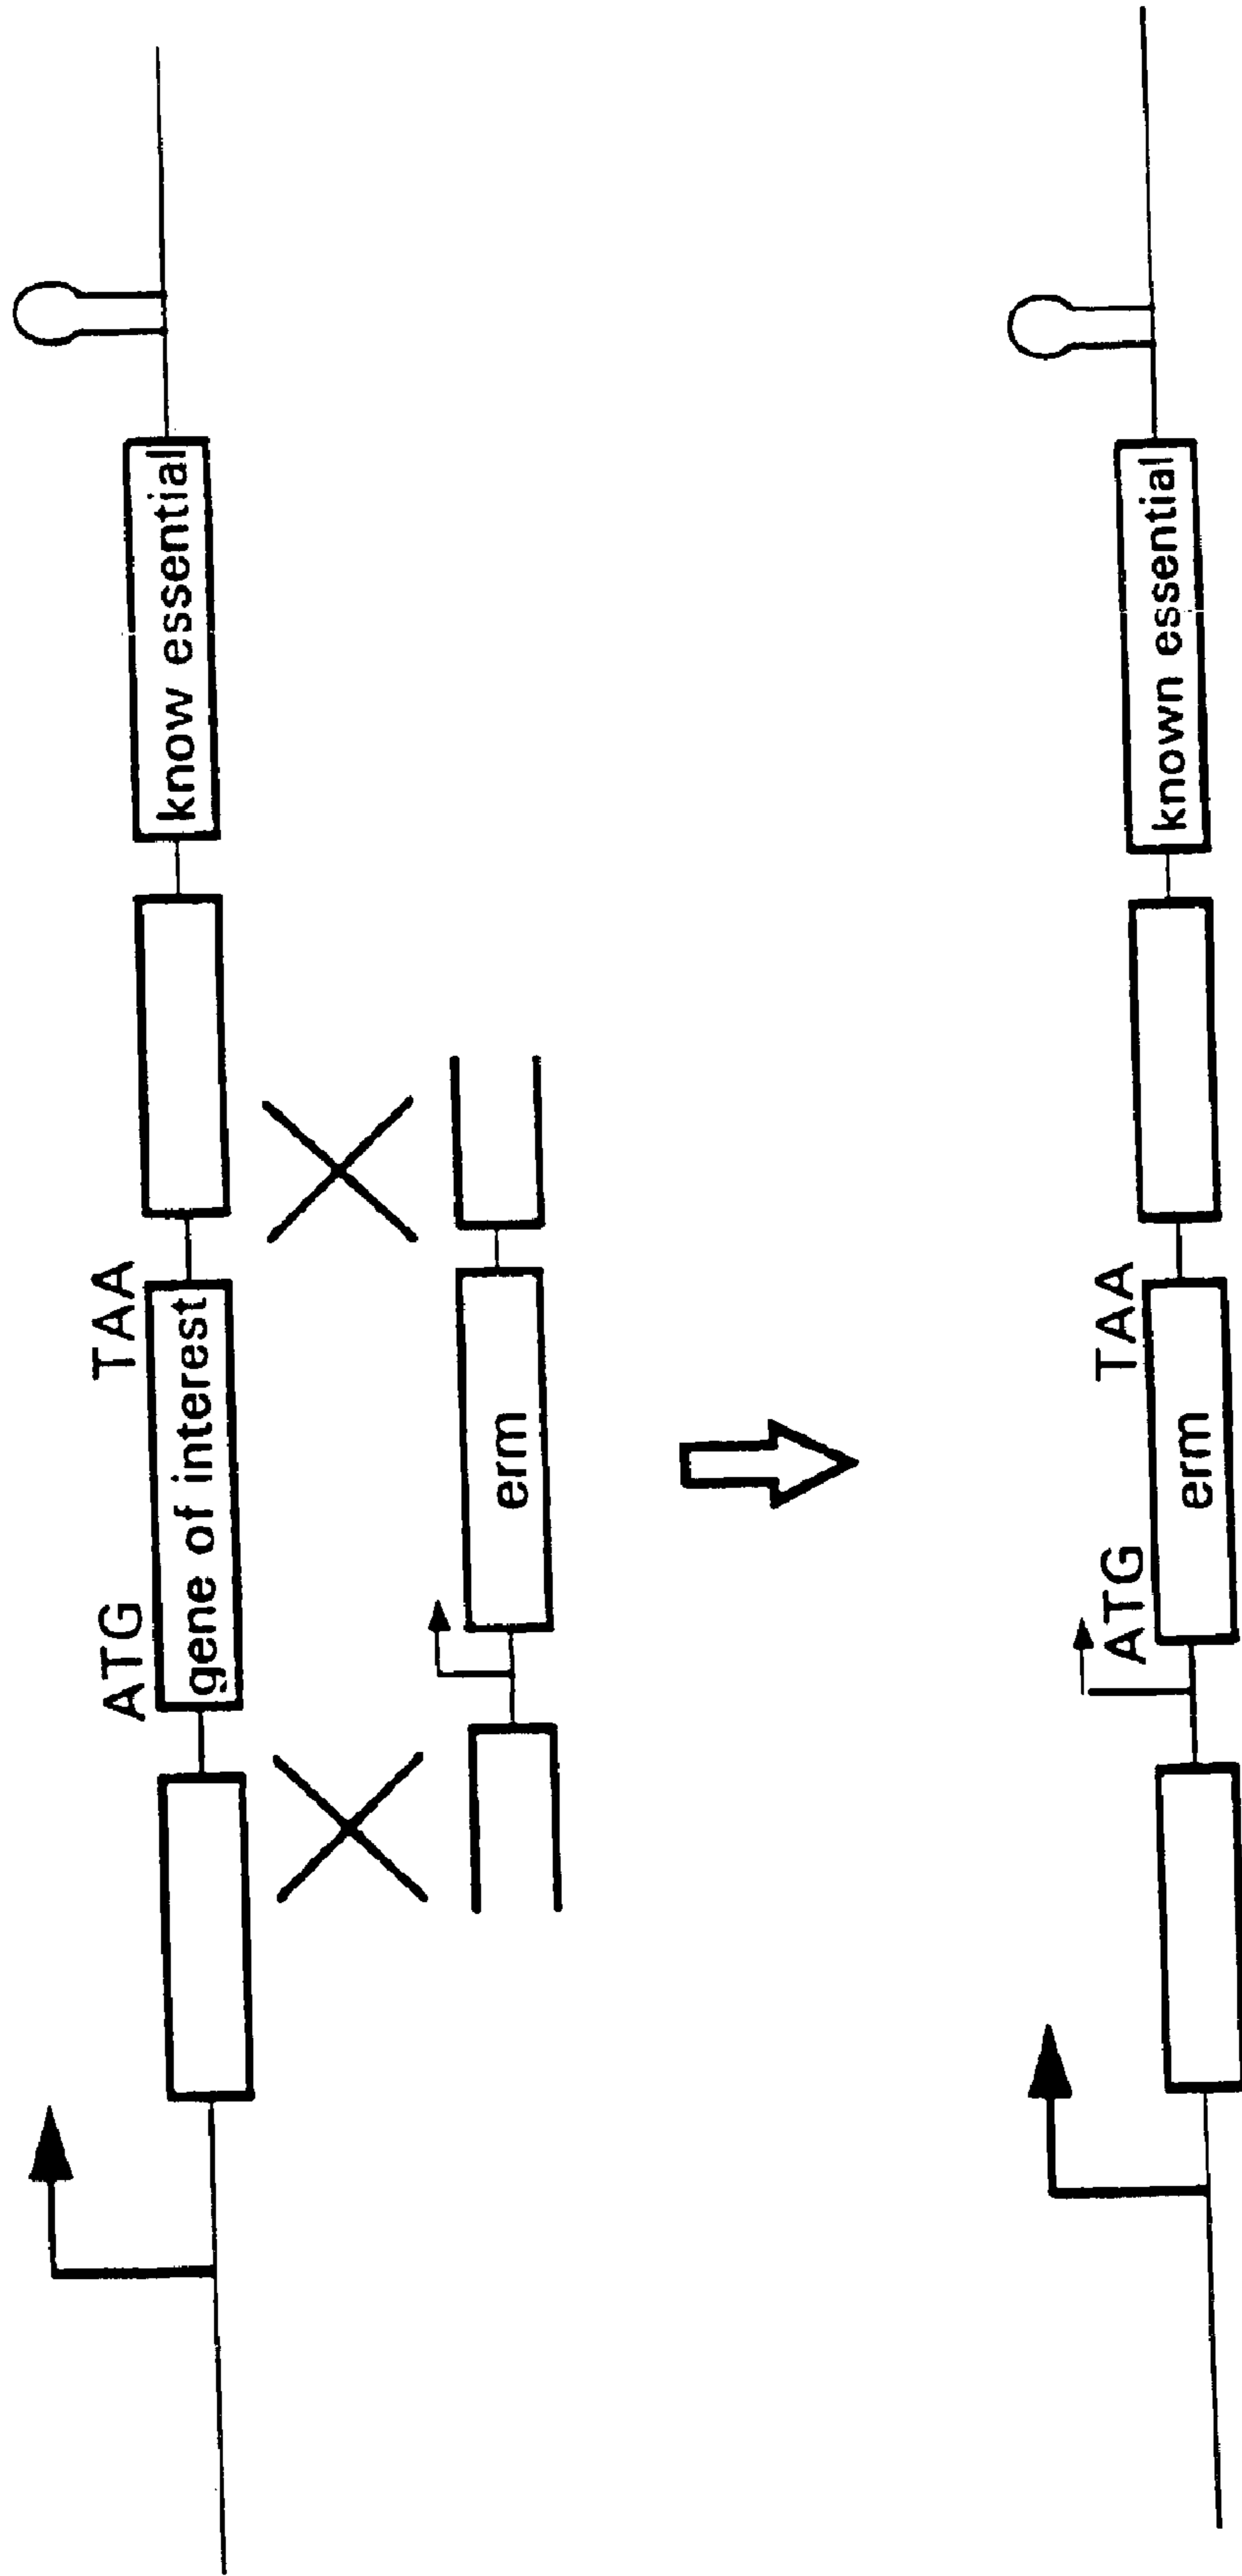 ATG TAA
gene of interest
know essential
erm
ATG TAA
erm
known essential